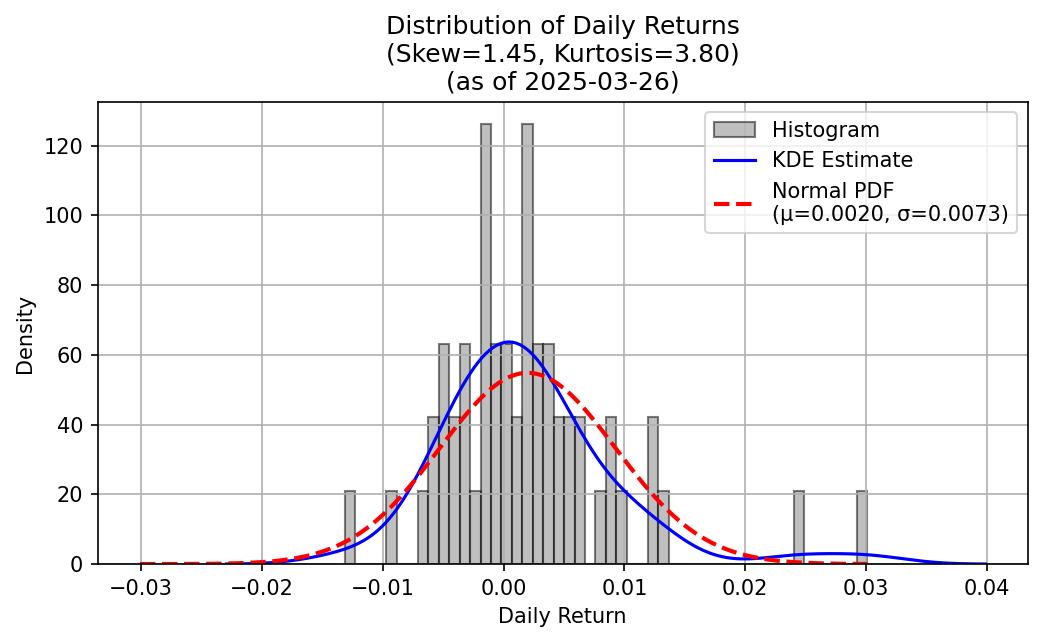 Distribution of Daily Returns
(Skew=1.45, Kurtosis=3.80)
(as of 2025-03-26)
Histogram
KDE Estimate
Normal PDF
(μ=0.0020, σ=0.0073)
Density
120
100
80
60
40
20
0
−0.03 −0.02 −0.01 0.00 0.01 0.02 0.03 0.04
Daily Return